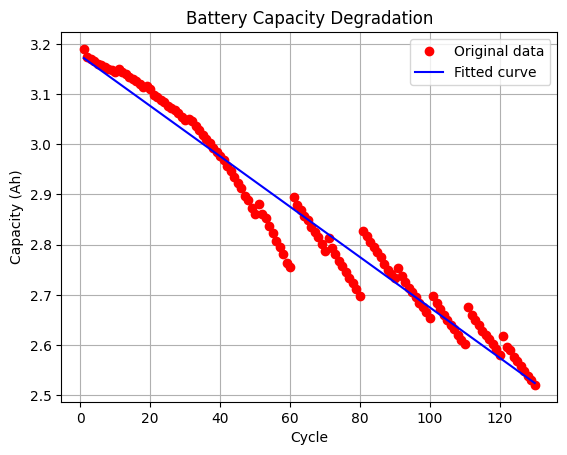 Battery Capacity Degradation
Original data
Fitted curve
3.2
3.1
3.0
2.9
2.8
2.7
2.6
2.5
Capacity (Ah)
0 20 40 60 80 100 120
Cycle